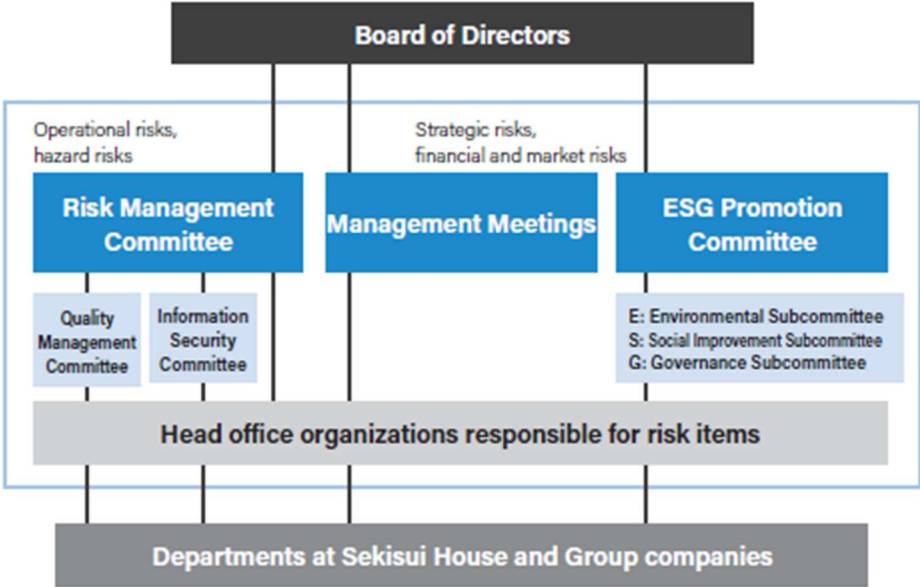 Board of Directors
Operational risks,
hazard risks
Strategic risks,
financial and market risks
Risk Management
Committee
Management Meetings
ESG Promotion
Committee
Quality
Management
Committee
Information
Security
Committee
E: Environmental Subcommittee
S: Social Improvement Subcommittee
G: Governance Subcommittee
Head office organizations responsible for risk items
Departments at Sekisui House and Group companies